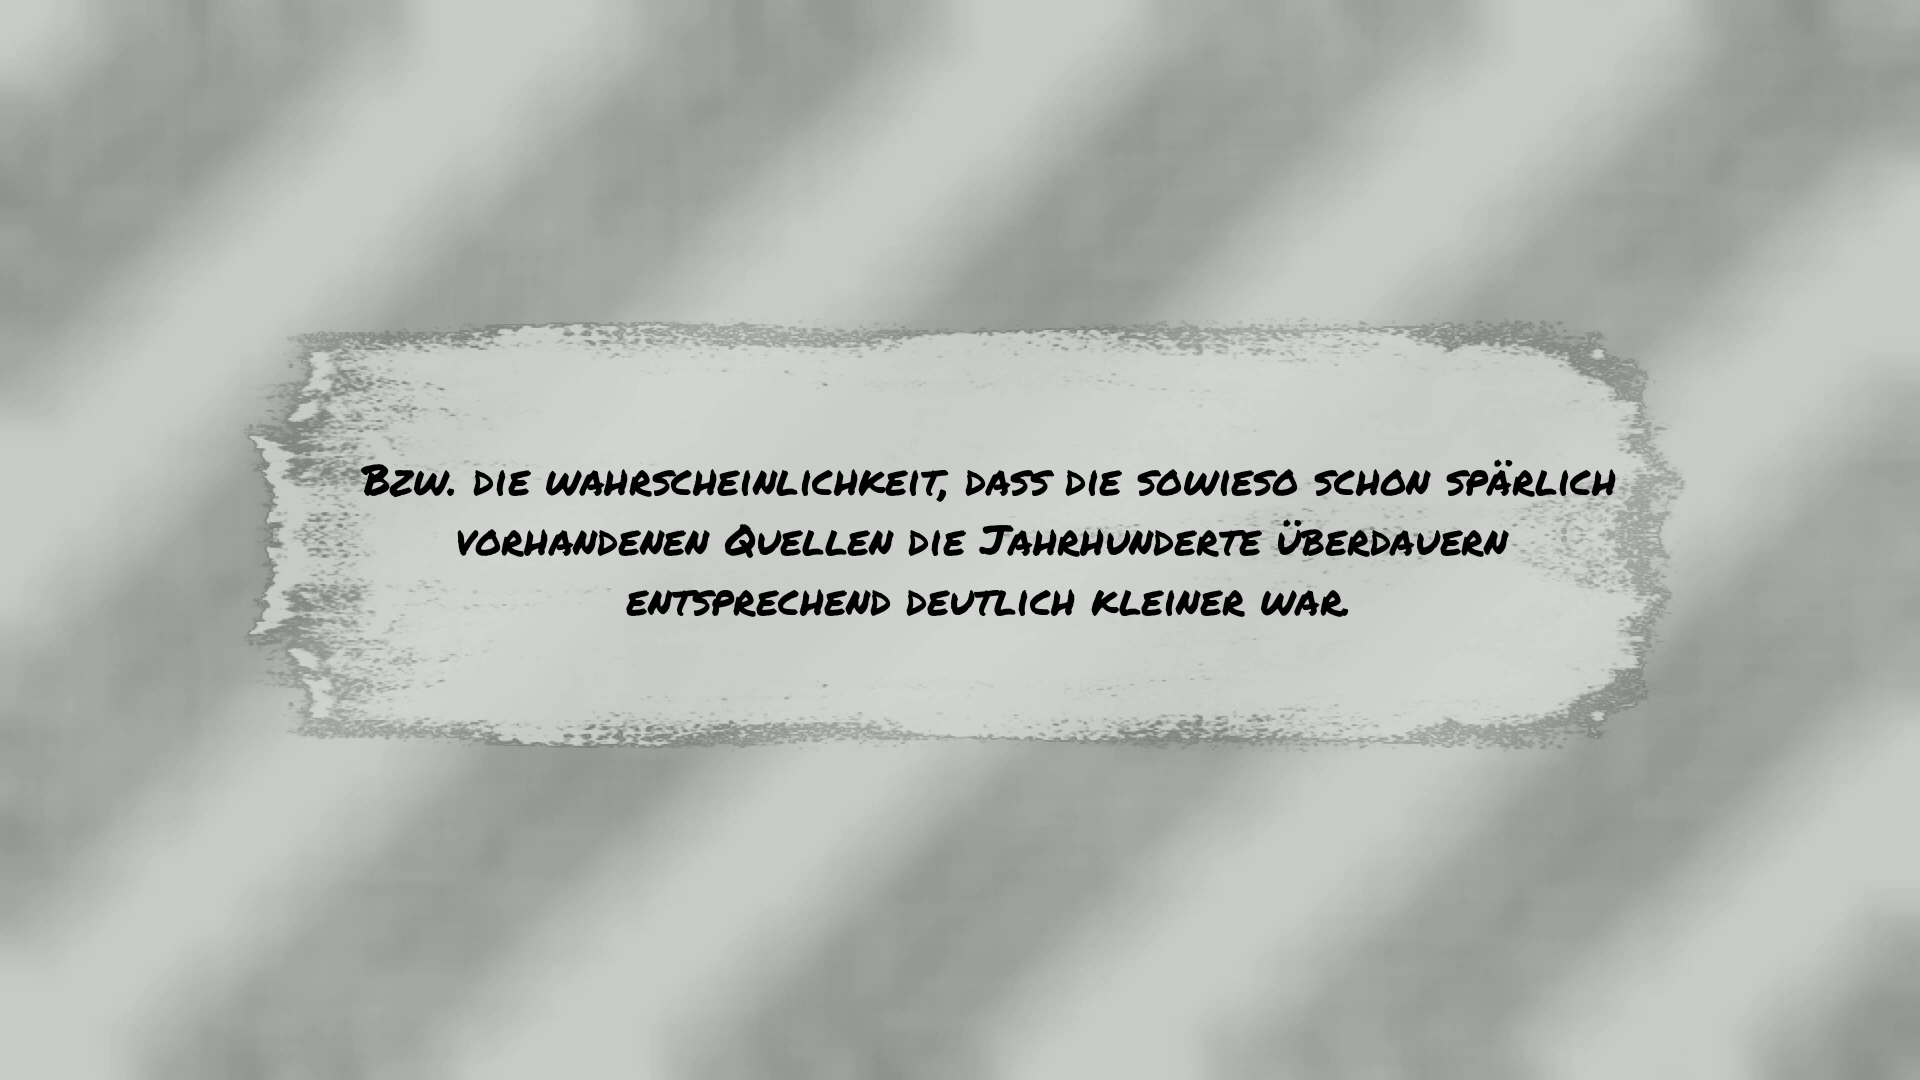 Bzw. die wahrscheinlichkeit, dass die sowieso schon spärlich
vorhandenen Quellen die Jahrhunderte überdauern
entsprechend deutlich kleiner war.